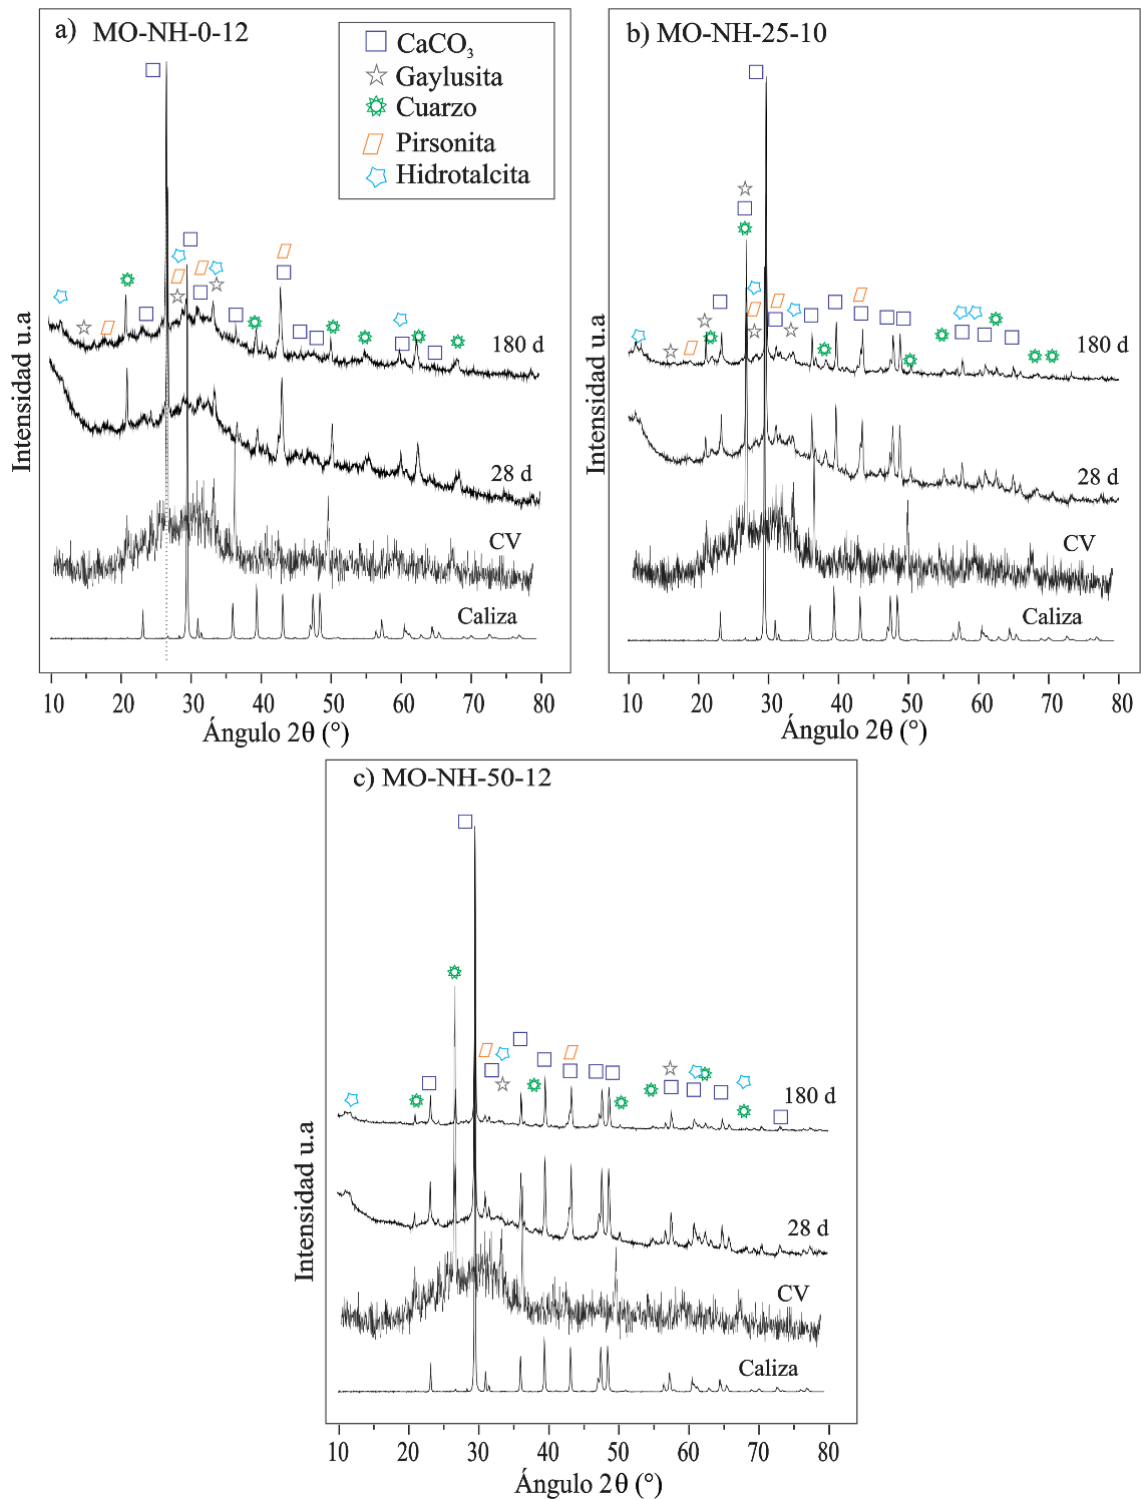 a) MO-NH-0-12
CaCO₃
Gaylusita
Cuarzo
Pirsonita
Hidrotalcita
180 d
28 d
CV
Caliza
Intensidad u.a
10 20 30 40 50 60 70 80
Ángulo 2θ (°)
b) MO-NH-25-10
180 d
28 d
CV
Caliza
Intensidad u.a
10 20 30 40 50 60 70 80
Ángulo 2θ (°)
c) MO-NH-50-12
180 d
28 d
CV
Caliza
Intensidad u.a
10 20 30 40 50 60 70 80
Ángulo 2θ (°)